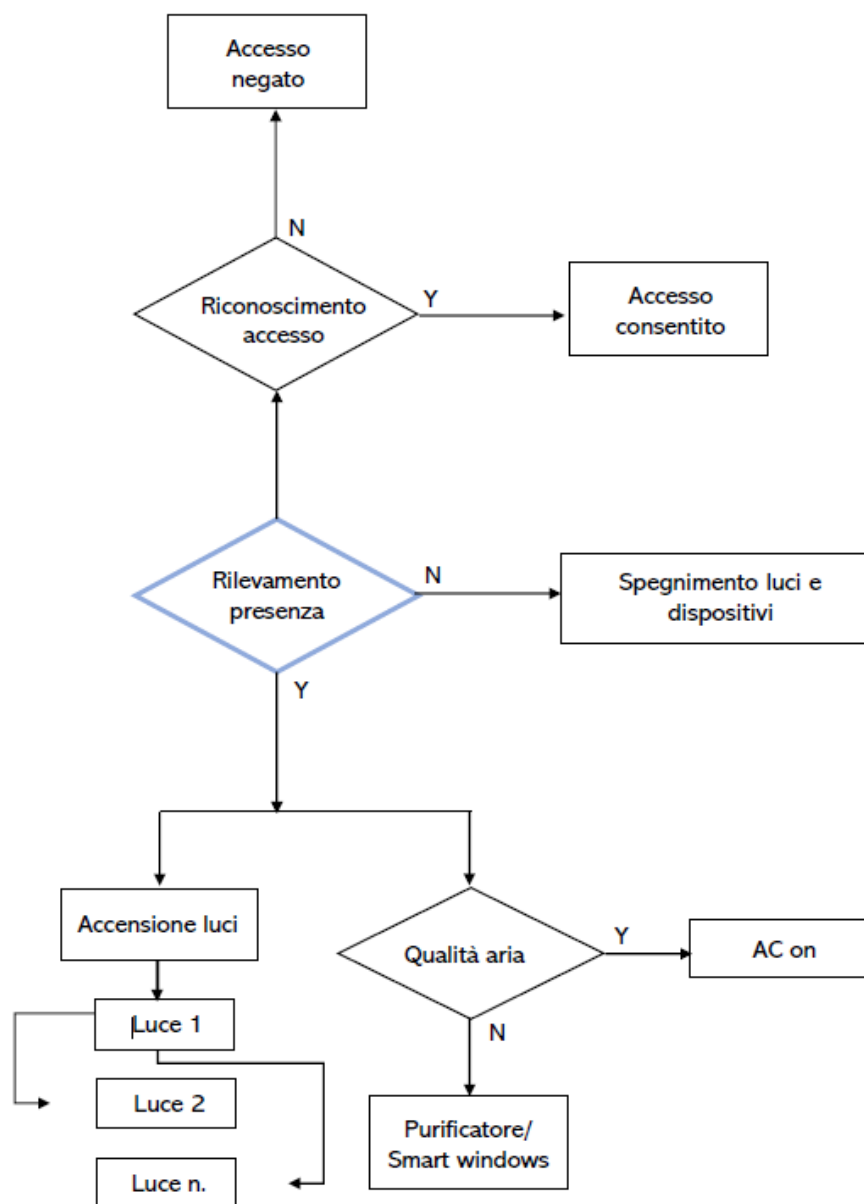 Accesso
negato
N
Riconoscimento
accesso
Y
Accesso
consentito
Rilevamento
presenza
N
Spegnimento luci e
dispositivi
Y
Accensione luci
Qualità aria
Y
AC on
N
Luce 1
Luce 2
Luce n.
Purificatore/
Smart windows